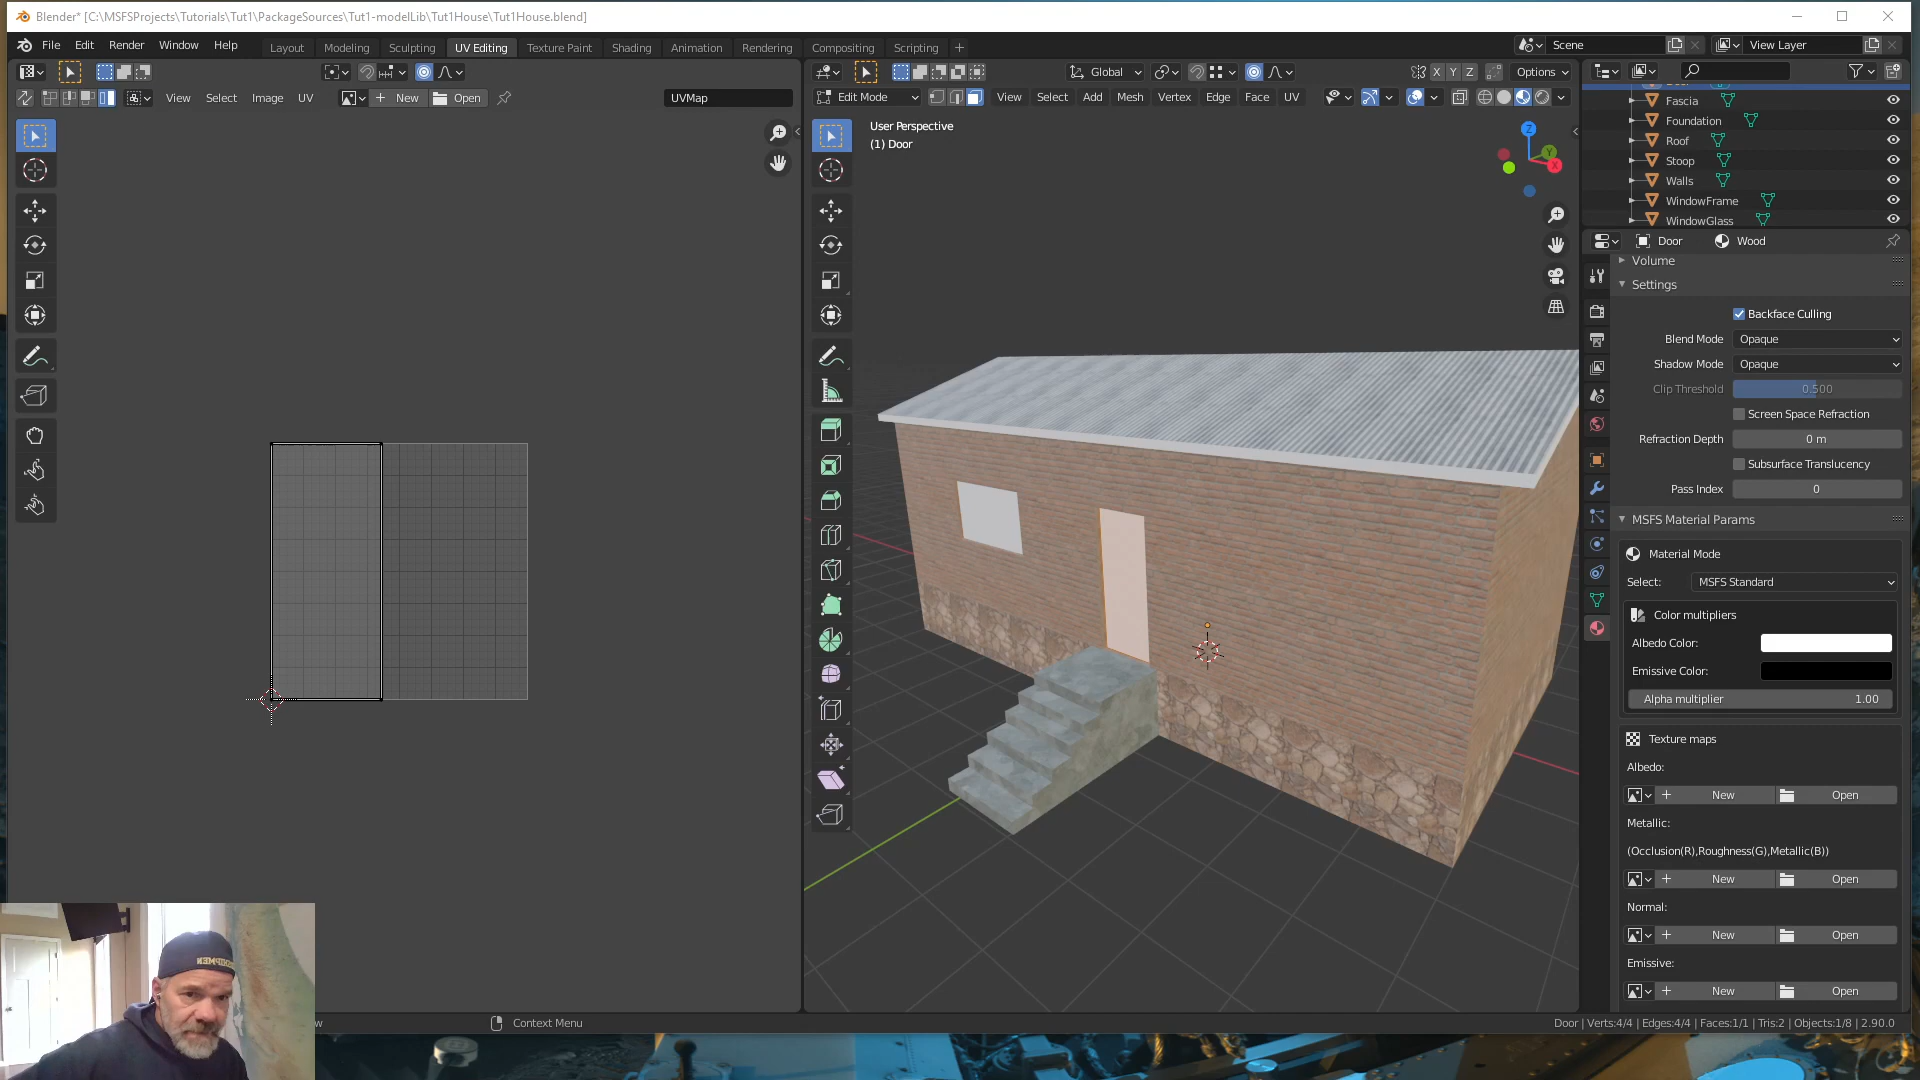 Blender* [C:\MSFSProjects\Tutorials\Tut1\PackageSources\Tut1-modelLib\Tut1House\Tut1House.blend]
File Edit Render Window Help Layout Modeling Sculpting UV Editing Texture Paint Shading Animation Rendering Compositing Scripting + Scene View Layer
Global X Y Z Options
View Select Image UV New Open UVMap Edit Mode View Select Add Mesh Vertex Edge Face UV
User Perspective
(1) Door
Z
Y
X
Fascia
Foundation
Roof
Stoop
Walls
WindowFrame
WindowGlass
Door Wood
Volume
Settings
Backface Culling
Blend Mode Opaque
Shadow Mode Opaque
Clip Threshold 0.500
Screen Space Refraction
Refraction Depth 0 m
Subsurface Translucency
Pass Index 0
MSFS Material Params
Material Mode
Select: MSFS Standard
Color multipliers
Albedo Color:
Emissive Color:
Alpha multiplier 1.00
Texture maps
Albedo:
New Open
Metallic:
(Occlusion(R),Roughness(G),Metallic(B))
New Open
Normal:
New Open
Emissive:
New Open
Context Menu
Door | Verts:4/4 | Edges:4/4 | Faces:1/1 | Tris:2 | Objects:1/8 | 2.90.0